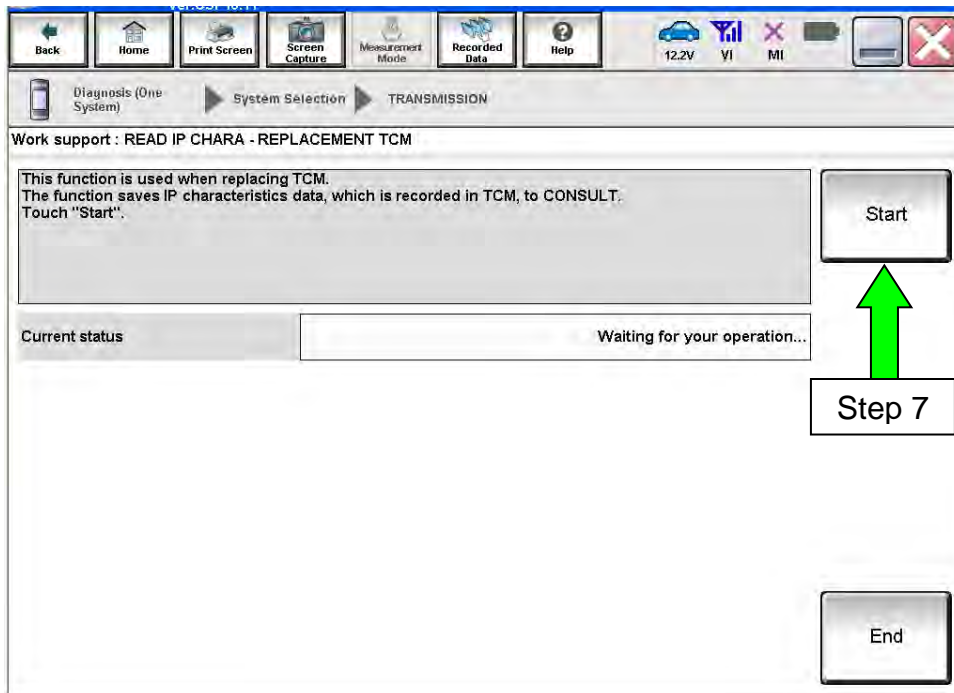 Back
Home
Print Screen
Screen
Capture
Measurement
Mode
Recorded
Data
Help
12.2V
VI
MI
Diagnosis (One
System)
System Selection
TRANSMISSION
Work support : READ IP CHARA - REPLACEMENT TCM
This function is used when replacing TCM.
The function saves IP characteristics data, which is recorded in TCM, to CONSULT.
Touch "Start".
Start
Current status
Waiting for your operation...
Step 7
End